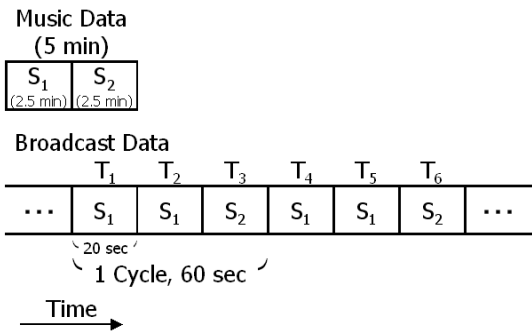 Music Data
(5 min)
S₁ S₂
(2.5 min) (2.5 min)
Broadcast Data
T₁ T₂ T₃ T₄ T₅ T₆
... S₁ S₁ S₂ S₁ S₁ S₂ ...
20 sec
1 Cycle, 60 sec
Time